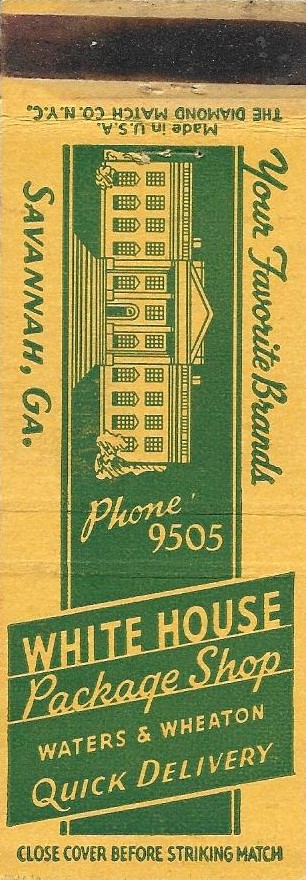 Made in U.S.A.
THE DIAMOND MATCH CO. N.Y.C.
Your Favorite Brands
SAVANNAH, GA.
Phone
9505
WHITE HOUSE
Package Shop
WATERS & WHEATON
QUICK DELIVERY
CLOSE COVER BEFORE STRIKING MATCH